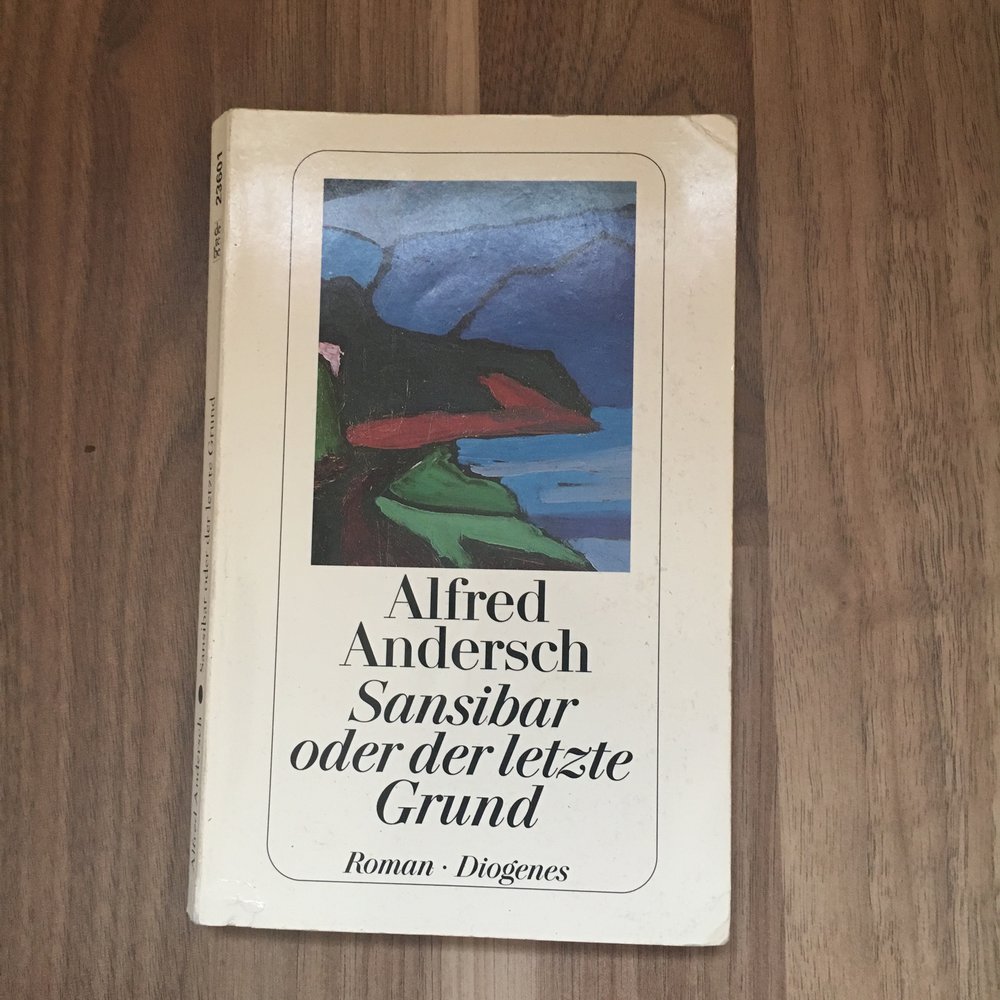 Alfred
Andersch
Sansibar
oder der letzte
Grund
Roman · Diogenes
Alfred Andersch ● Sansibar oder der letzte Grund
23601